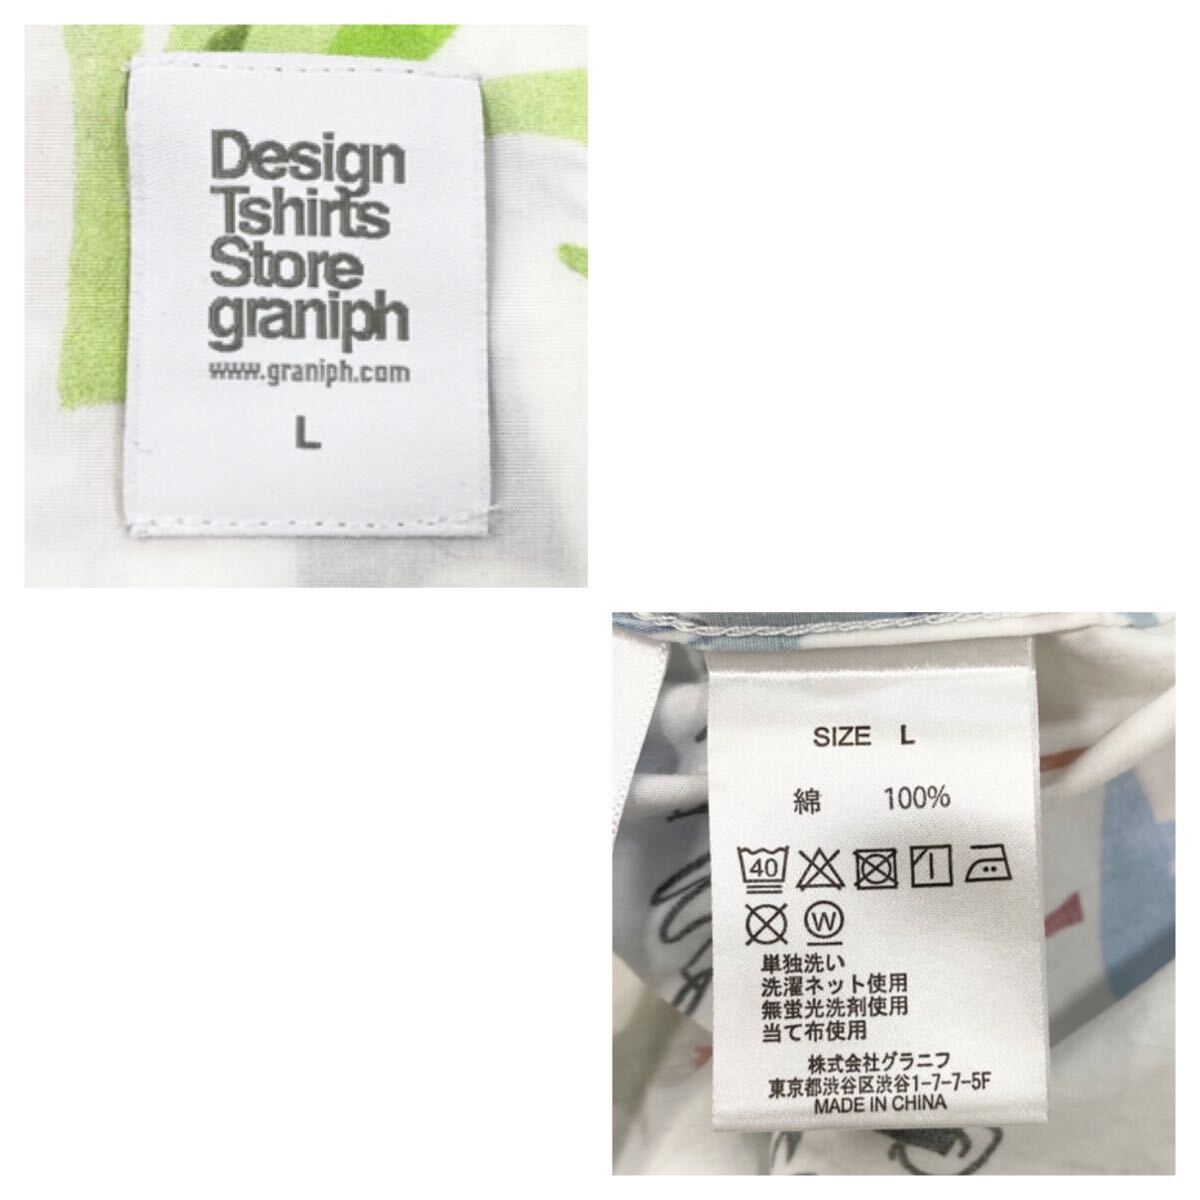 Design
Tshirts
Store
graniph
www.graniph.com
L
SIZE L
綿 100%
40
W
単独洗い
洗濯ネット使用
無蛍光洗剤使用
当て布使用
株式会社グラニフ
東京都渋谷区渋谷1-7-7-5F
MADE IN CHINA